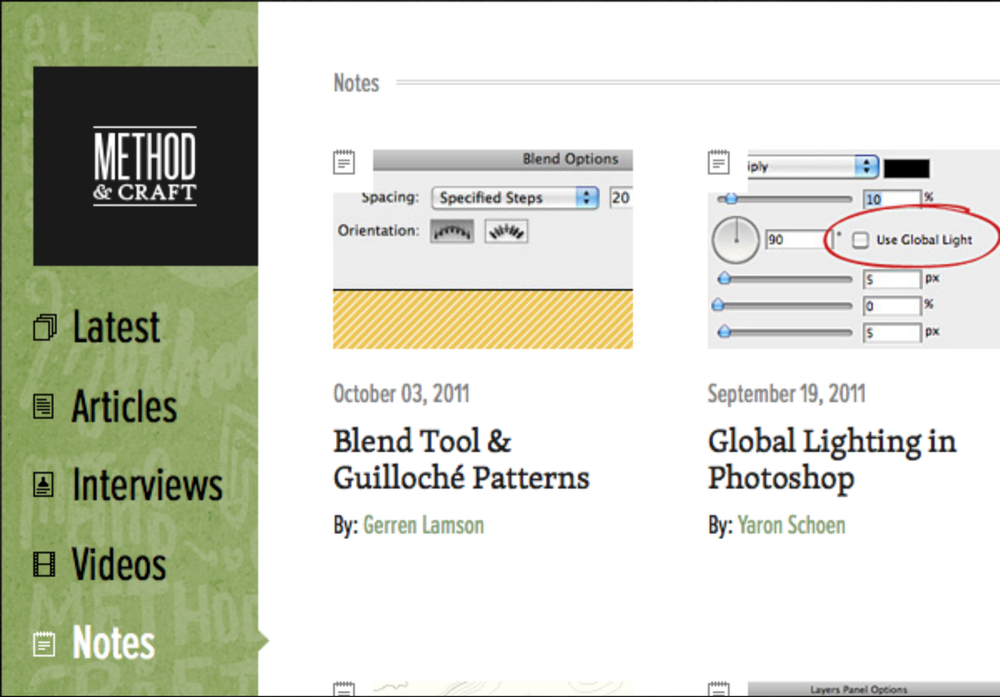 METHOD
& CRAFT
Latest
Articles
Interviews
Videos
Notes
Notes
Blend Options
Spacing: Specified Steps 20
Orientation:
October 03, 2011
Blend Tool &
Guilloché Patterns
By: Gerren Lamson
iply
10 %
90 ° Use Global Light
5 px
0 %
5 px
September 19, 2011
Global Lighting in
Photoshop
By: Yaron Schoen
Layers Panel Options